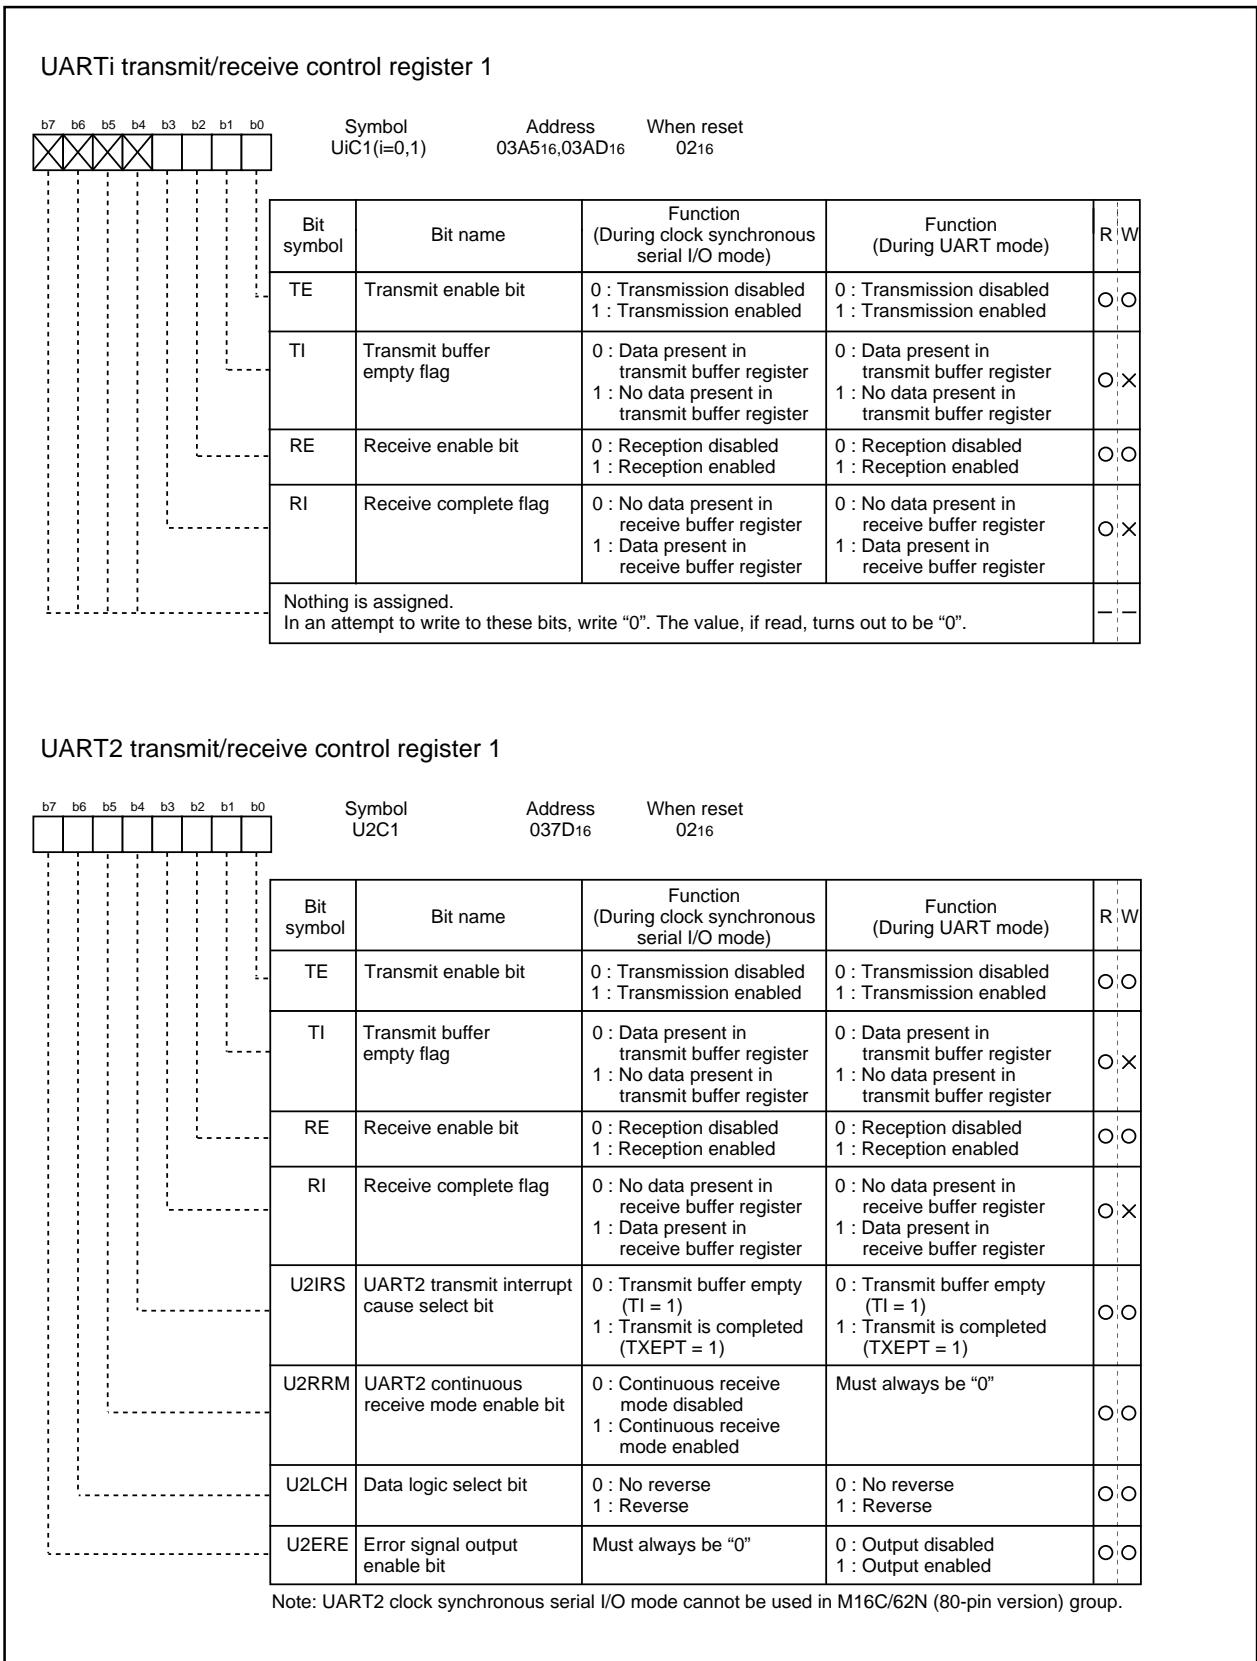 UARTi transmit/receive control register 1
b7 b6 b5 b4 b3 b2 b1 b0
Symbol Address When reset
UiC1(i=0,1) 03A516,03AD16 0216
Bit symbol Bit name Function (During clock synchronous serial I/O mode) Function (During UART mode) R W
TE Transmit enable bit 0 : Transmission disabled 0 : Transmission disabled
1 : Transmission enabled 1 : Transmission enabled
TI Transmit buffer 0 : Data present in 0 : Data present in
empty flag transmit buffer register transmit buffer register
1 : No data present in 1 : No data present in
transmit buffer register transmit buffer register
RE Receive enable bit 0 : Reception disabled 0 : Reception disabled
1 : Reception enabled 1 : Reception enabled
RI Receive complete flag 0 : No data present in 0 : No data present in
receive buffer register receive buffer register
1 : Data present in 1 : Data present in
receive buffer register receive buffer register
Nothing is assigned.
In an attempt to write to these bits, write “0”. The value, if read, turns out to be “0”.
UART2 transmit/receive control register 1
b7 b6 b5 b4 b3 b2 b1 b0
Symbol Address When reset
U2C1 037D16 0216
Bit symbol Bit name Function (During clock synchronous serial I/O mode) Function (During UART mode) R W
TE Transmit enable bit 0 : Transmission disabled 0 : Transmission disabled
1 : Transmission enabled 1 : Transmission enabled
TI Transmit buffer 0 : Data present in 0 : Data present in
empty flag transmit buffer register transmit buffer register
1 : No data present in 1 : No data present in
transmit buffer register transmit buffer register
RE Receive enable bit 0 : Reception disabled 0 : Reception disabled
1 : Reception enabled 1 : Reception enabled
RI Receive complete flag 0 : No data present in 0 : No data present in
receive buffer register receive buffer register
1 : Data present in 1 : Data present in
receive buffer register receive buffer register
U2IRS UART2 transmit interrupt 0 : Transmit buffer empty 0 : Transmit buffer empty
cause select bit (TI = 1) (TI = 1)
1 : Transmit is completed 1 : Transmit is completed
(TXEPT = 1) (TXEPT = 1)
U2RRM UART2 continuous 0 : Continuous receive Must always be “0”
receive mode enable bit mode disabled
1 : Continuous receive
mode enabled
U2LCH Data logic select bit 0 : No reverse 0 : No reverse
1 : Reverse 1 : Reverse
U2ERE Error signal output Must always be “0” 0 : Output disabled
enable bit 1 : Output enabled
Note: UART2 clock synchronous serial I/O mode cannot be used in M16C/62N (80-pin version) group.